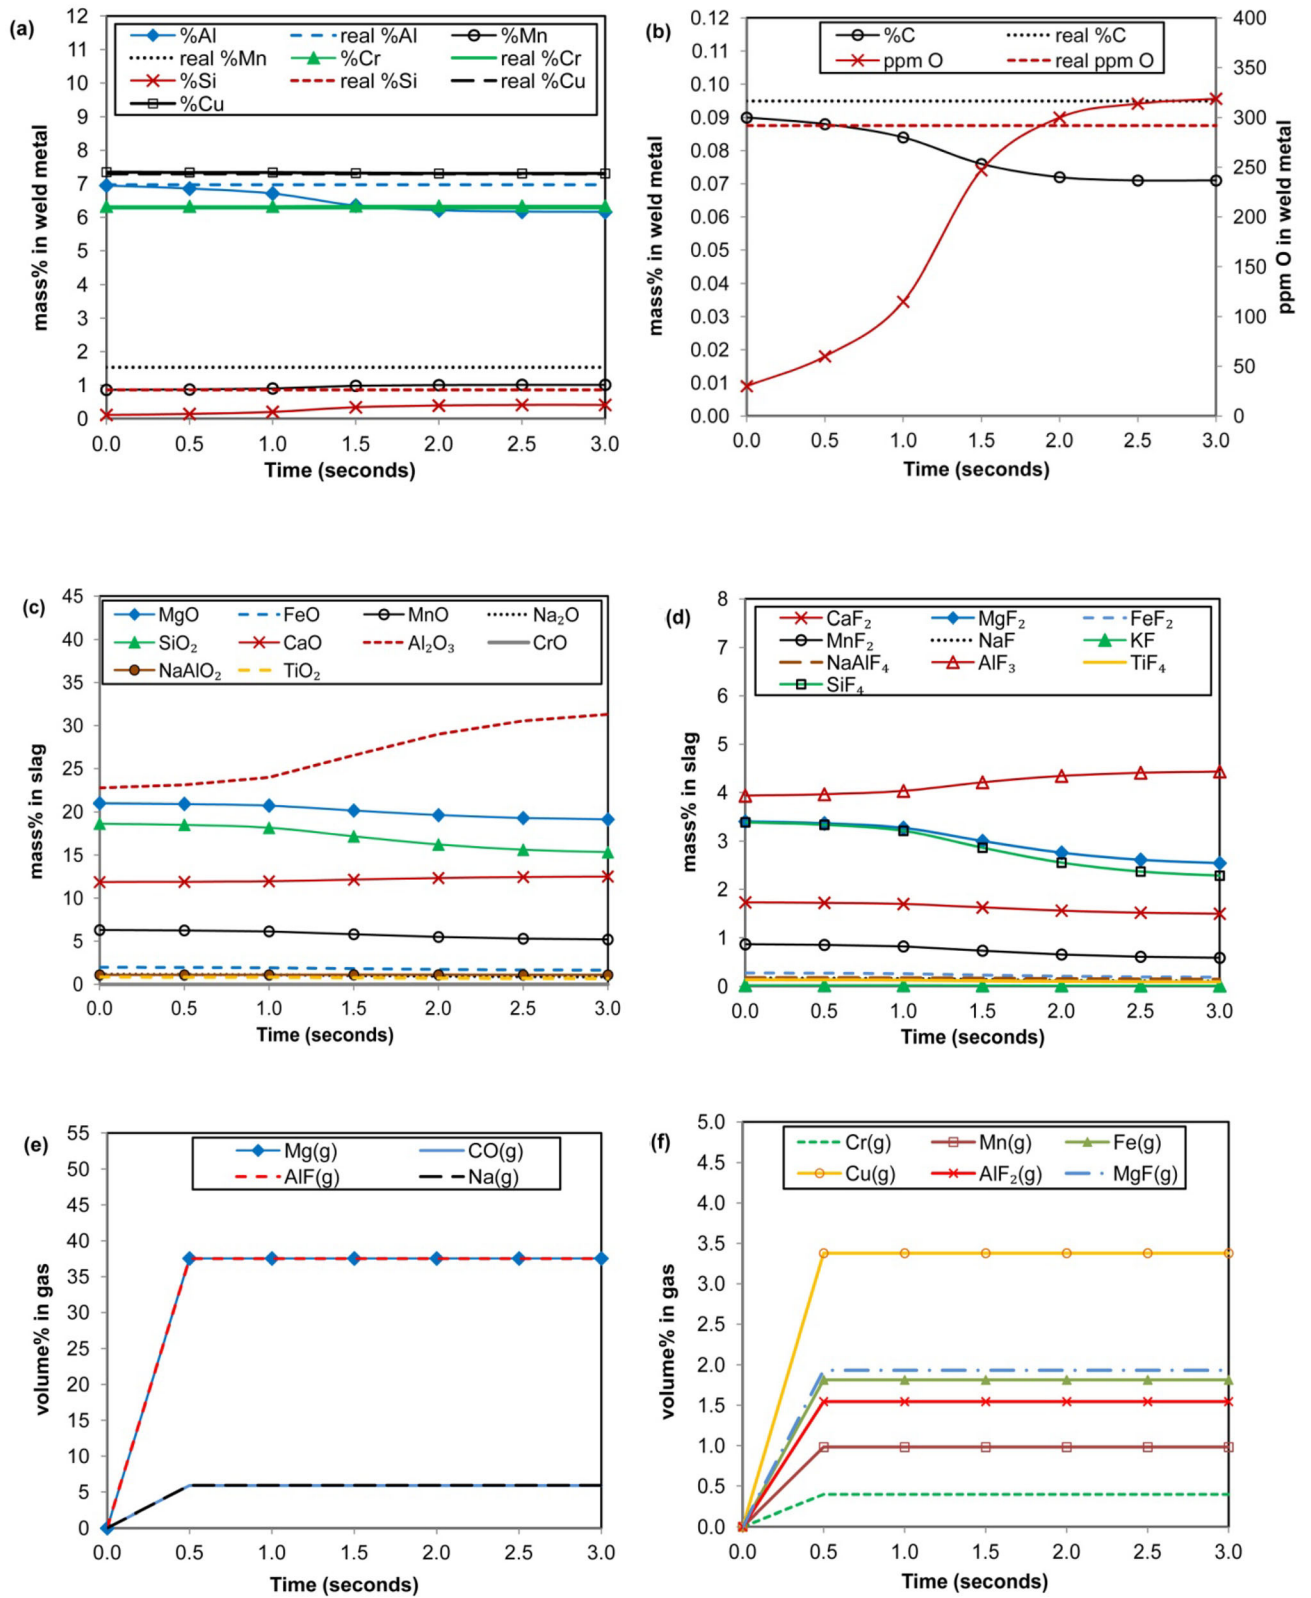 (a)
12
11
10
9
8
7
6
5
4
3
2
1
0
mass% in weld metal
%Al real %Al %Mn
real %Mn %Cr real %Cr
%Si real %Si real %Cu
%Cu
0.0 0.5 1.0 1.5 2.0 2.5 3.0
Time (seconds)
(b)
0.12
0.11
0.10
0.09
0.08
0.07
0.06
0.05
0.04
0.03
0.02
0.01
0.00
mass% in weld metal
%C real %C
ppm O real ppm O
400
350
300
250
200
150
100
50
0
ppm O in weld metal
0.0 0.5 1.0 1.5 2.0 2.5 3.0
Time (seconds)
(c)
45
40
35
30
25
20
15
10
5
0
mass% in slag
MgO FeO MnO Na₂O
SiO₂ CaO Al₂O₃ CrO
NaAlO₂ TiO₂
0.0 0.5 1.0 1.5 2.0 2.5 3.0
Time (seconds)
(d)
8
7
6
5
4
3
2
1
0
mass% in slag
CaF₂ MgF₂ FeF₂
MnF₂ NaF KF
NaAlF₄ AlF₃ TiF₄
SiF₄
0.0 0.5 1.0 1.5 2.0 2.5 3.0
Time (seconds)
(e)
55
50
45
40
35
30
25
20
15
10
5
0
volume% in gas
Mg(g) CO(g)
AlF(g) Na(g)
0.0 0.5 1.0 1.5 2.0 2.5 3.0
Time (seconds)
(f)
5.0
4.5
4.0
3.5
3.0
2.5
2.0
1.5
1.0
0.5
0.0
volume% in gas
Cr(g) Mn(g) Fe(g)
Cu(g) AlF₂(g) MgF(g)
0.0 0.5 1.0 1.5 2.0 2.5 3.0
Time (seconds)